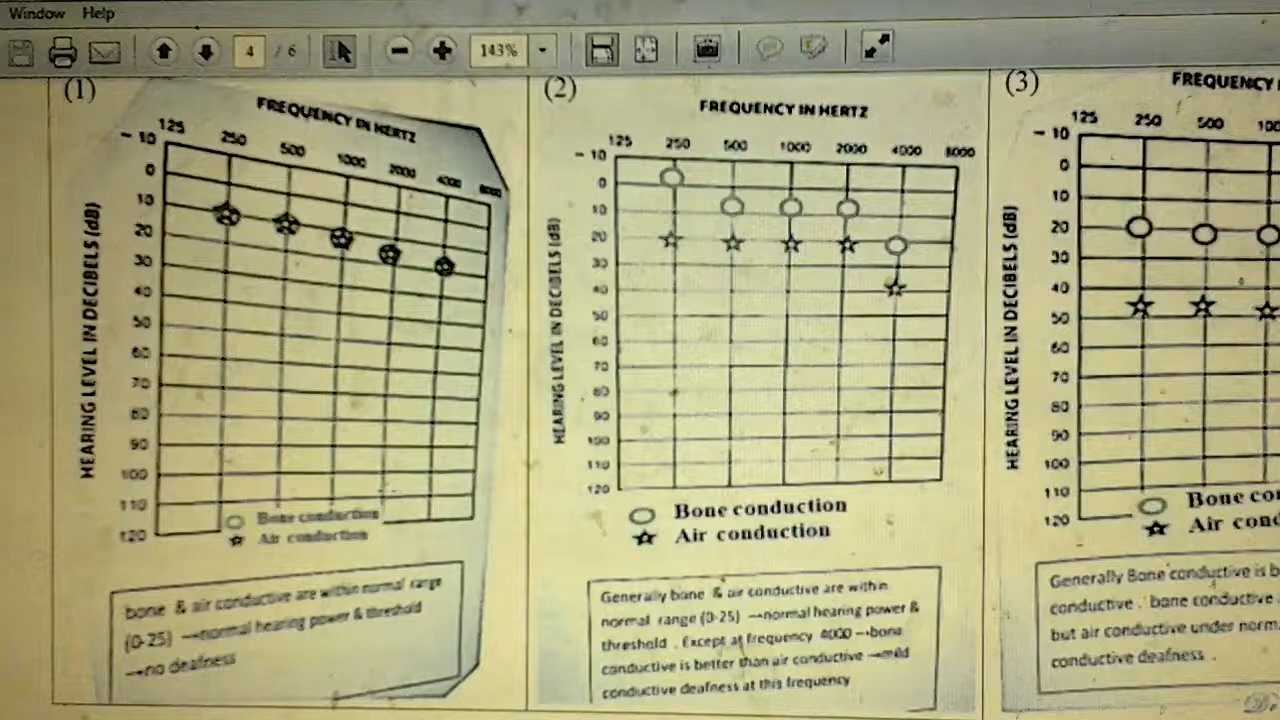 Window Help
4 / 6
143%
(1)
FREQUENCY IN HERTZ
125 250 500 1000 2000 4000 8000
- 10
0
10
20
30
40
50
60
70
80
90
100
110
120
HEARING LEVEL IN DECIBELS (dB)
Bone conduction
Air conduction
bone & air conductive are within normal range
(0-25) →normal hearing power & threshold
→no deafness
(2)
FREQUENCY IN HERTZ
125 250 500 1000 2000 4000 8000
- 10
0
10
20
30
40
50
60
70
80
90
100
110
120
HEARING LEVEL IN DECIBELS (dB)
Bone conduction
Air conduction
Generally bone & air conductive are within
normal range (0-25) →normal hearing power &
threshold . Except at frequency 4000 →bone
conductive is better than air conductive →mild
conductive deafness at this frequency
(3)
FREQUENCY
125 250 500 100
- 10
0
10
20
30
40
50
60
70
80
90
100
110
120
HEARING LEVEL IN DECIBELS (dB)
Bone co
Air cond
Generally Bone conductive is b
conductive . bone conductive
but air conductive under norm
conductive deafness .